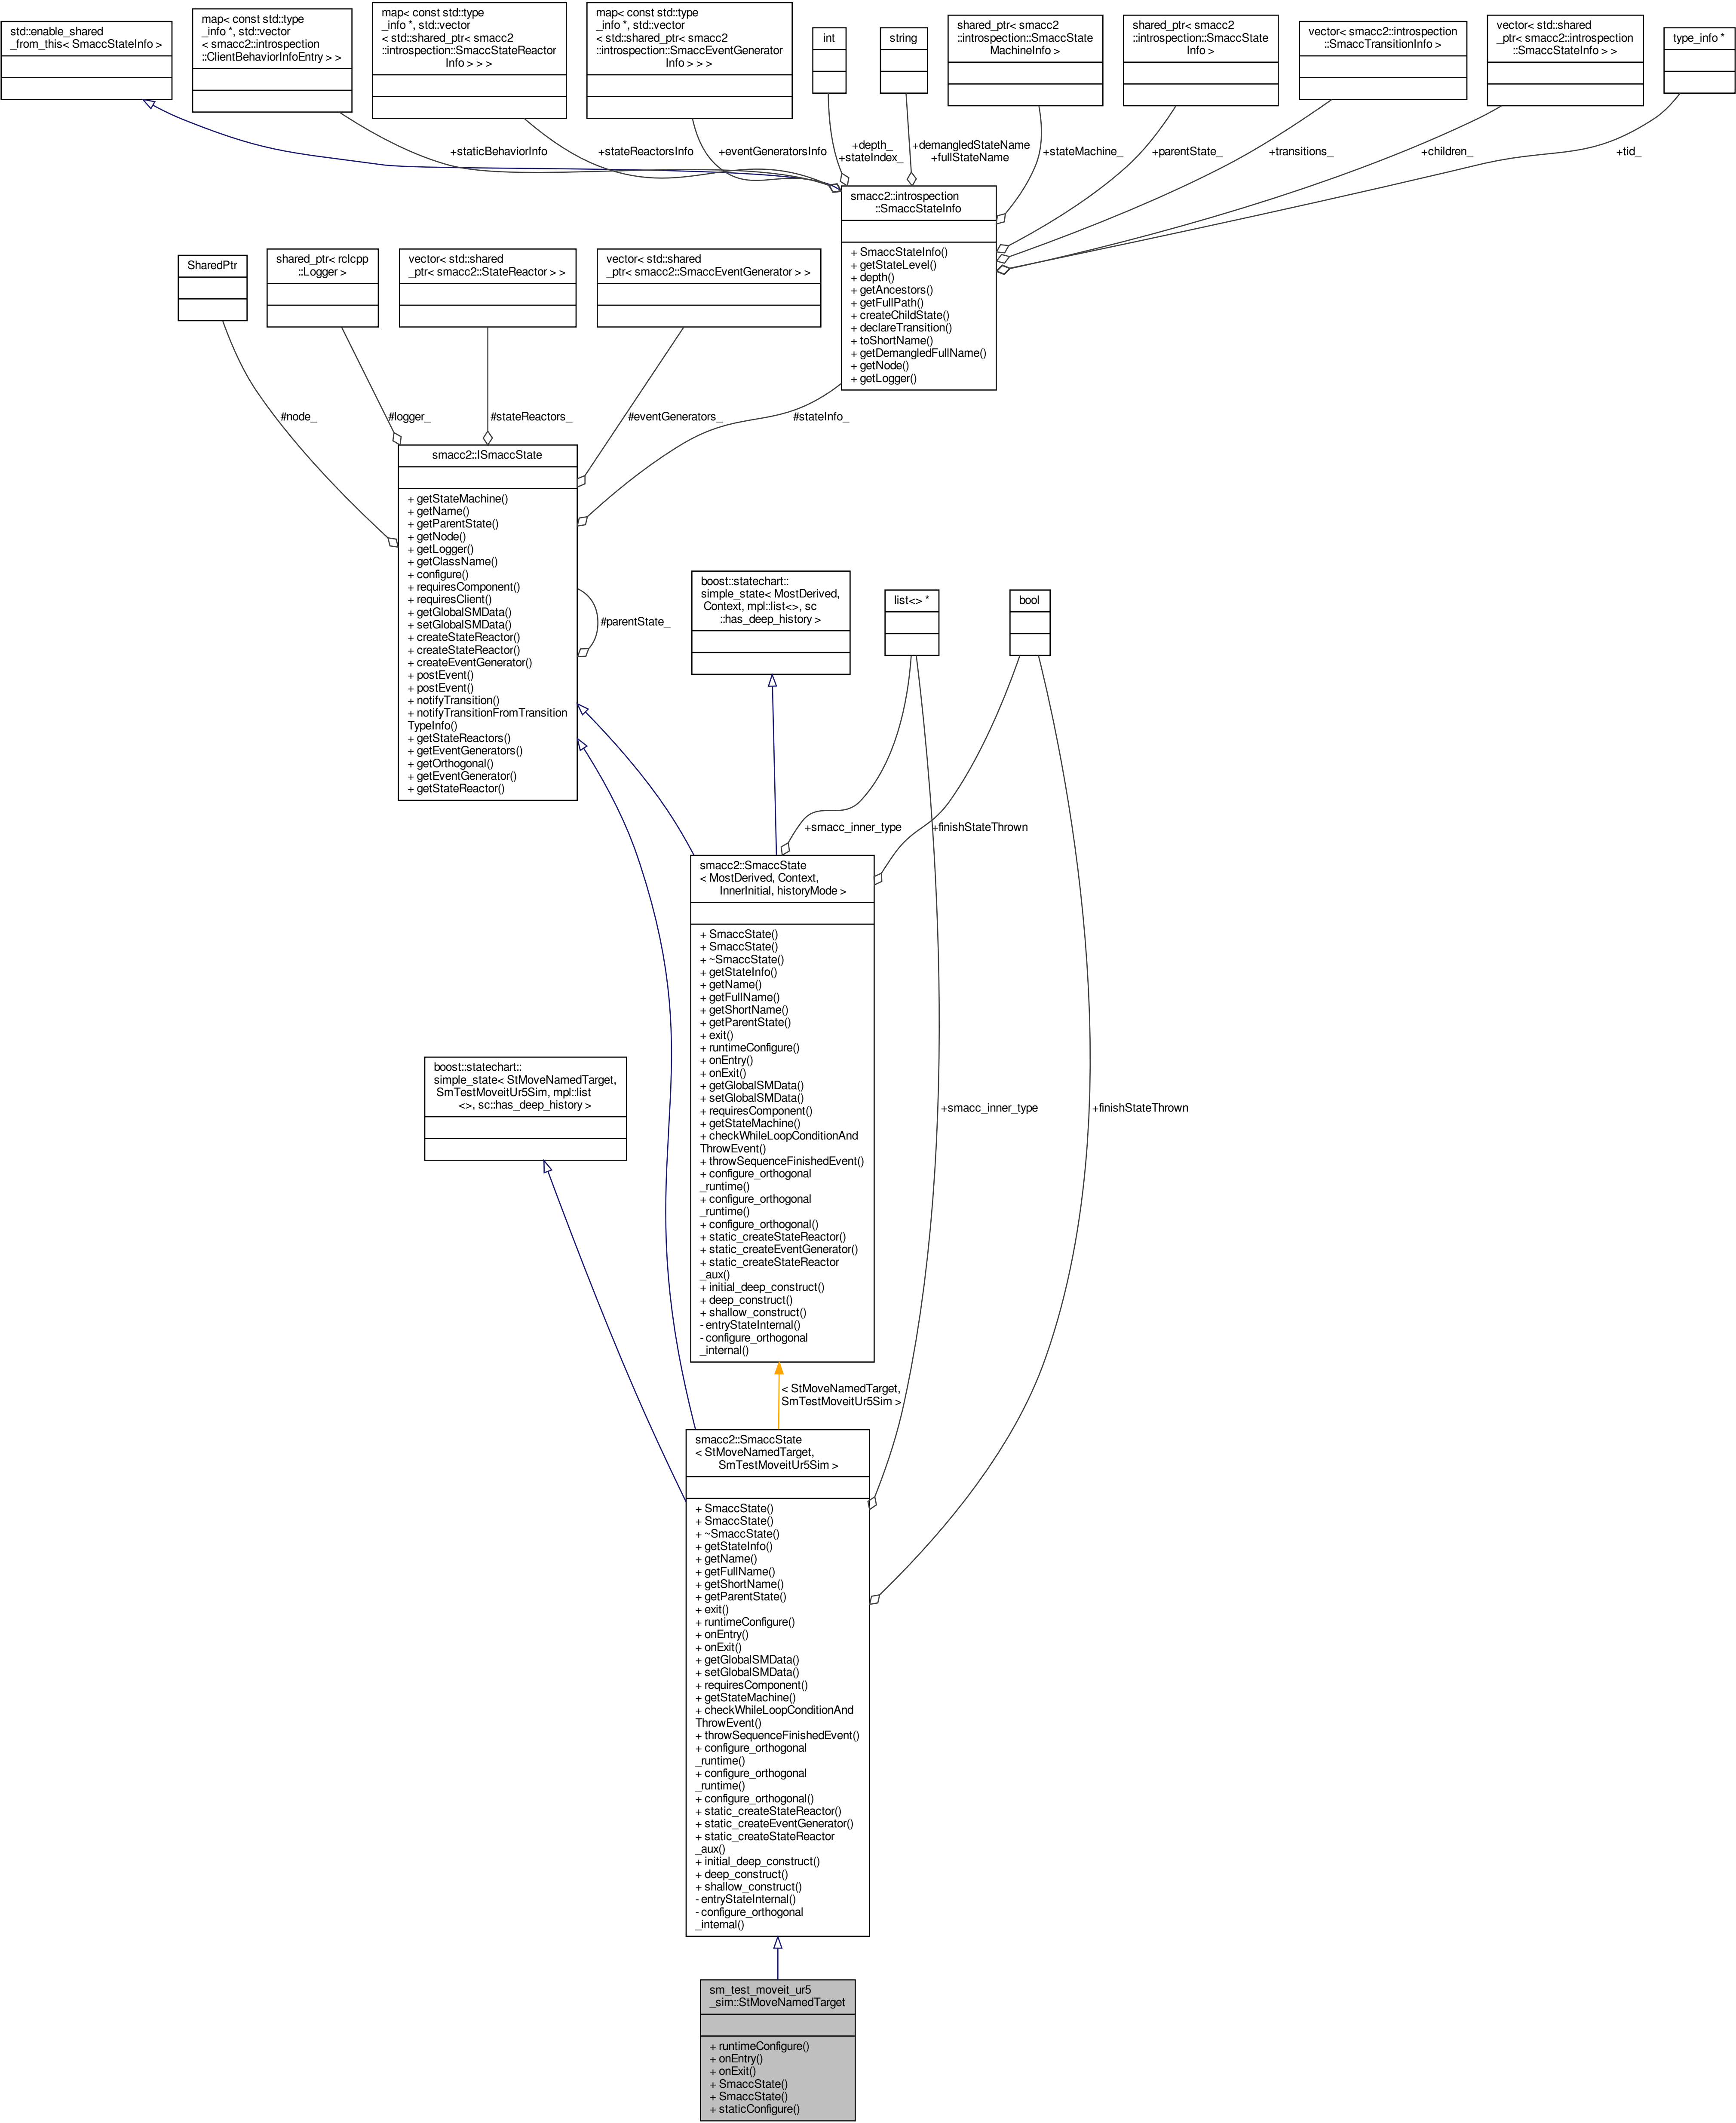 std::enable_shared
_from_this< SmaccStateInfo >
map< const std::type
_info *, std::vector
< smacc2::introspection
::ClientBehaviorInfoEntry > >
map< const std::type
_info *, std::vector
< std::shared_ptr< smacc2
::introspection::SmaccStateReactor
Info > > >
map< const std::type
_info *, std::vector
< std::shared_ptr< smacc2
::introspection::SmaccEventGenerator
Info > > >
int
string
shared_ptr< smacc2
::introspection::SmaccState
MachineInfo >
shared_ptr< smacc2
::introspection::SmaccState
Info >
vector< smacc2::introspection
::SmaccTransitionInfo >
vector< std::shared
_ptr< smacc2::introspection
::SmaccStateInfo > >
type_info *
+staticBehaviorInfo
+stateReactorsInfo
+eventGeneratorsInfo
+depth_
+stateIndex_
+demangledStateName
+fullStateName
+stateMachine_
+parentState_
+transitions_
+children_
+tid_
smacc2::introspection
::SmaccStateInfo
+ SmaccStateInfo()
+ getStateLevel()
+ depth()
+ getAncestors()
+ getFullPath()
+ createChildState()
+ declareTransition()
+ toShortName()
+ getDemangledFullName()
+ getNode()
+ getLogger()
SharedPtr
shared_ptr< rclcpp
::Logger >
vector< std::shared
_ptr< smacc2::StateReactor > >
vector< std::shared
_ptr< smacc2::SmaccEventGenerator > >
#node_
#logger_
#stateReactors_
#eventGenerators_
#stateInfo_
smacc2::ISmaccState
+ getStateMachine()
+ getName()
+ getParentState()
+ getNode()
+ getLogger()
+ getClassName()
+ configure()
+ requiresComponent()
+ requiresClient()
+ getGlobalSMData()
+ setGlobalSMData()
+ createStateReactor()
+ createStateReactor()
+ createEventGenerator()
+ postEvent()
+ postEvent()
+ notifyTransition()
+ notifyTransitionFromTransition
TypeInfo()
+ getStateReactors()
+ getEventGenerators()
+ getOrthogonal()
+ getEventGenerator()
+ getStateReactor()
#parentState_
boost::statechart::
simple_state< MostDerived,
Context, mpl::list<>, sc
::has_deep_history >
list<> *
bool
+smacc_inner_type
+finishStateThrown
smacc2::SmaccState
< MostDerived, Context,
InnerInitial, historyMode >
+ SmaccState()
+ SmaccState()
+ ~SmaccState()
+ getStateInfo()
+ getName()
+ getFullName()
+ getShortName()
+ getParentState()
+ exit()
+ runtimeConfigure()
+ onEntry()
+ onExit()
+ getGlobalSMData()
+ setGlobalSMData()
+ requiresComponent()
+ getStateMachine()
+ checkWhileLoopConditionAnd
ThrowEvent()
+ throwSequenceFinishedEvent()
+ configure_orthogonal
_runtime()
+ configure_orthogonal
_runtime()
+ configure_orthogonal()
+ static_createStateReactor()
+ static_createEventGenerator()
+ static_createStateReactor
_aux()
+ initial_deep_construct()
+ deep_construct()
+ shallow_construct()
- entryStateInternal()
- configure_orthogonal
_internal()
boost::statechart::
simple_state< StMoveNamedTarget,
SmTestMoveitUr5Sim, mpl::list
<>, sc::has_deep_history >
+smacc_inner_type
+finishStateThrown
< StMoveNamedTarget,
SmTestMoveitUr5Sim >
smacc2::SmaccState
< StMoveNamedTarget,
SmTestMoveitUr5Sim >
+ SmaccState()
+ SmaccState()
+ ~SmaccState()
+ getStateInfo()
+ getName()
+ getFullName()
+ getShortName()
+ getParentState()
+ exit()
+ runtimeConfigure()
+ onEntry()
+ onExit()
+ getGlobalSMData()
+ setGlobalSMData()
+ requiresComponent()
+ getStateMachine()
+ checkWhileLoopConditionAnd
ThrowEvent()
+ throwSequenceFinishedEvent()
+ configure_orthogonal
_runtime()
+ configure_orthogonal
_runtime()
+ configure_orthogonal()
+ static_createStateReactor()
+ static_createEventGenerator()
+ static_createStateReactor
_aux()
+ initial_deep_construct()
+ deep_construct()
+ shallow_construct()
- entryStateInternal()
- configure_orthogonal
_internal()
sm_test_moveit_ur5
_sim::StMoveNamedTarget
+ runtimeConfigure()
+ onEntry()
+ onExit()
+ SmaccState()
+ SmaccState()
+ staticConfigure()